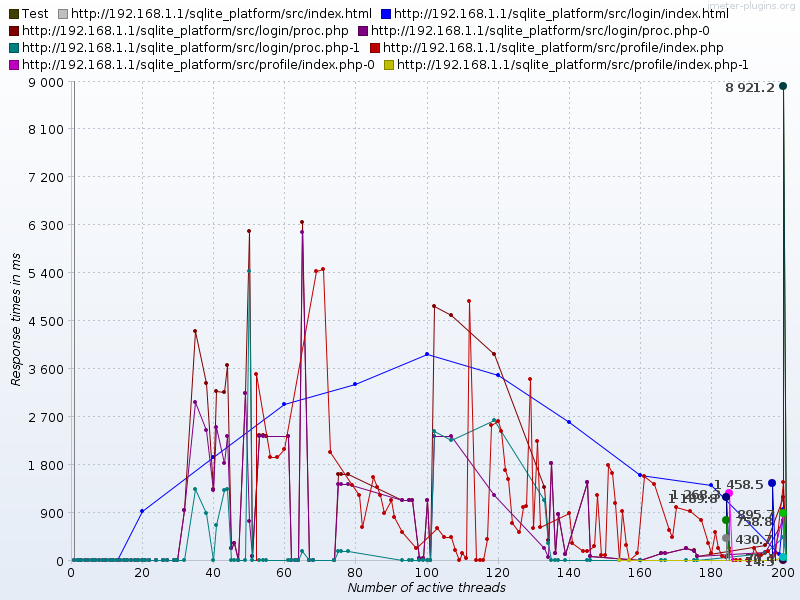 jmeter-plugins.org
Test http://192.168.1.1/sqlite_platform/src/index.html http://192.168.1.1/sqlite_platform/src/login/index.html
http://192.168.1.1/sqlite_platform/src/login/proc.php http://192.168.1.1/sqlite_platform/src/login/proc.php-0
http://192.168.1.1/sqlite_platform/src/login/proc.php-1 http://192.168.1.1/sqlite_platform/src/profile/index.php
http://192.168.1.1/sqlite_platform/src/profile/index.php-0 http://192.168.1.1/sqlite_platform/src/profile/index.php-1
9 000
8 921.2
8 100
7 200
6 300
5 400
4 500
3 600
2 700
1 800
900
0
Response times in ms
1 458.5
895.7
758.8
430.7
14.3
0 20 40 60 80 100 120 140 160 180 200
Number of active threads